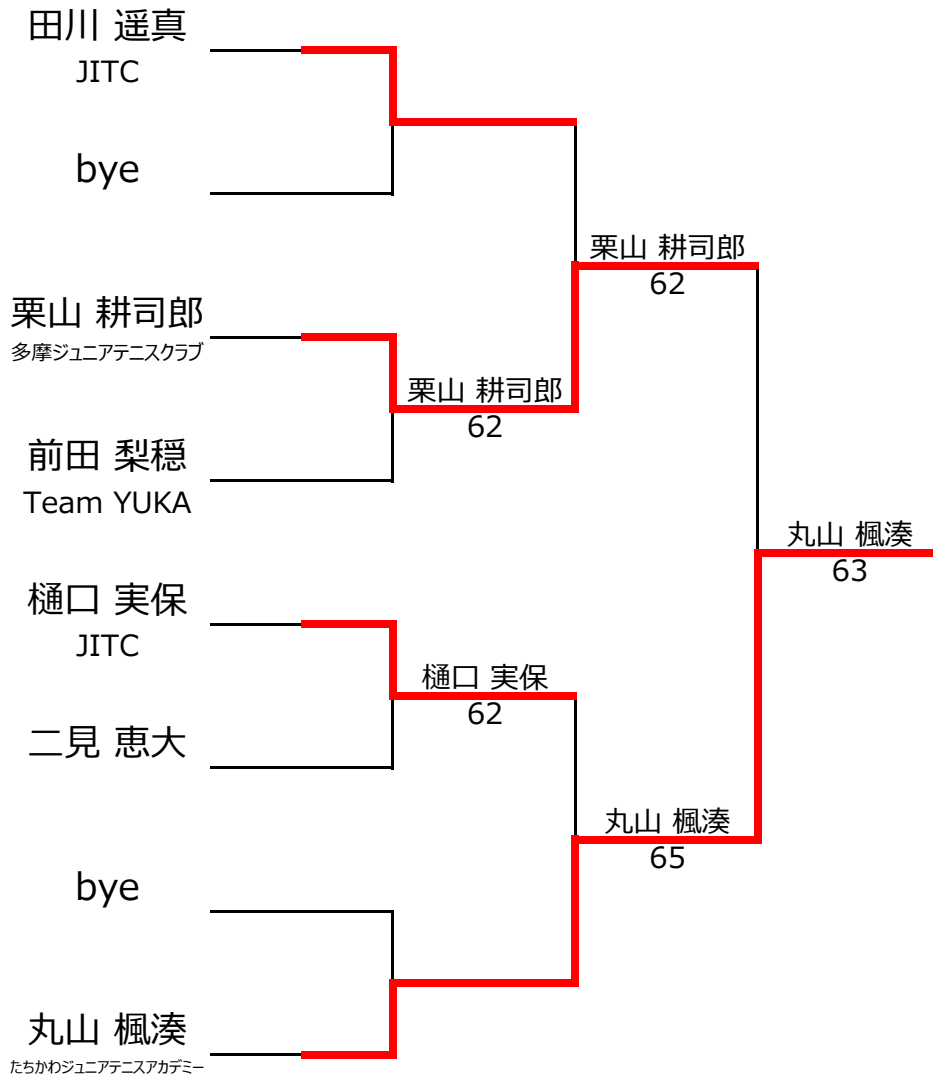 田川 遥真
JITC
bye
栗山 耕司郎
62
栗山 耕司郎
多摩ジュニアテニスクラブ
栗山 耕司郎
62
前田 梨穏
Team YUKA
丸山 楓湊
63
樋口 実保
JITC
樋口 実保
62
二見 恵大
丸山 楓湊
65
bye
丸山 楓湊
たちかわジュニアテニスアカデミー